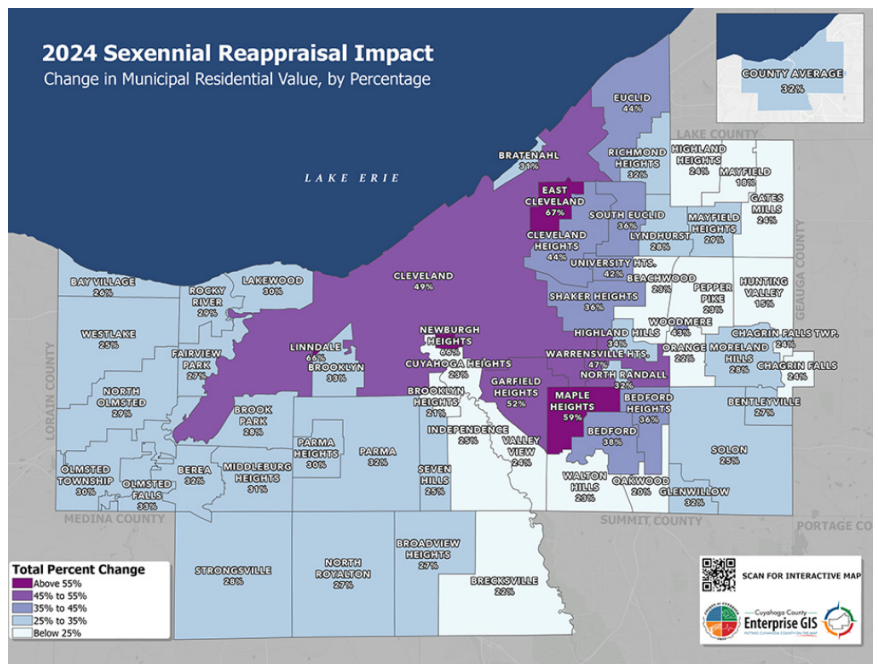 2024 Sexennial Reappraisal Impact
Change in Municipal Residential Value, by Percentage
COUNTY AVERAGE
32%
LAKE ERIE
LAKE COUNTY
GEAUGA COUNTY
LORAIN COUNTY
MEDINA COUNTY
SUMMIT COUNTY
PORTAGE CO
EUCLID
44%
BRATENAHL
31%
RICHMOND
HEIGHTS
32%
HIGHLAND
HEIGHTS
24%
MAYFIELD
GATES
MILLS
24%
EAST
CLEVELAND
67%
SOUTH EUCLID
36%
LYNDHURST
28%
MAYFIELD
HEIGHTS
29%
CLEVELAND
HEIGHTS
44%
UNIVERSITY HTS.
42%
BEACHWOOD
23%
PEPPER
PIKE
23%
HUNTING
VALLEY
15%
CLEVELAND
49%
SHAKER HEIGHTS
36%
BAY VILLAGE
26%
ROCKY
RIVER
29%
LAKEWOOD
30%
WESTLAKE
25%
FAIRVIEW
PARK
27%
LINNDALE
66%
BROOKLYN
33%
NEWBURGH
HEIGHTS
66%
CUYAHOGA HEIGHTS
23%
HIGHLAND HILLS
34%
WOODMERE
43%
CHAGRIN FALLS TWP.
24%
WARRENSVILLE HTS.
47%
ORANGE
22%
MORELAND
HILLS
28%
CHAGRIN FALLS
24%
NORTH RANDALL
32%
GARFIELD
HEIGHTS
52%
MAPLE
HEIGHTS
59%
BEDFORD
HEIGHTS
36%
BENTLEYVILLE
27%
NORTH
OLMSTED
29%
BROOK
PARK
28%
BROOKLYN
HEIGHTS
21%
INDEPENDENCE
25%
VALLEY
VIEW
24%
BEDFORD
38%
PARMA
HEIGHTS
30%
PARMA
32%
SEVEN
HILLS
25%
OLMSTED
TOWNSHIP
30%
OLMSTED
FALLS
33%
BEREA
32%
MIDDLEBURG
HEIGHTS
31%
WALTON
HILLS
23%
OAKWOOD
20%
SOLON
25%
GLENWILLOW
32%
STRONGSVILLE
28%
NORTH
ROYALTON
27%
BROADVIEW
HEIGHTS
27%
BRECKSVILLE
22%
Total Percent Change
Above 55%
45% to 55%
35% to 45%
25% to 35%
Below 25%
SCAN FOR INTERACTIVE MAP
Cuyahoga County
Enterprise GIS
PUTTING CUYAHOGA COUNTY ON THE MAP